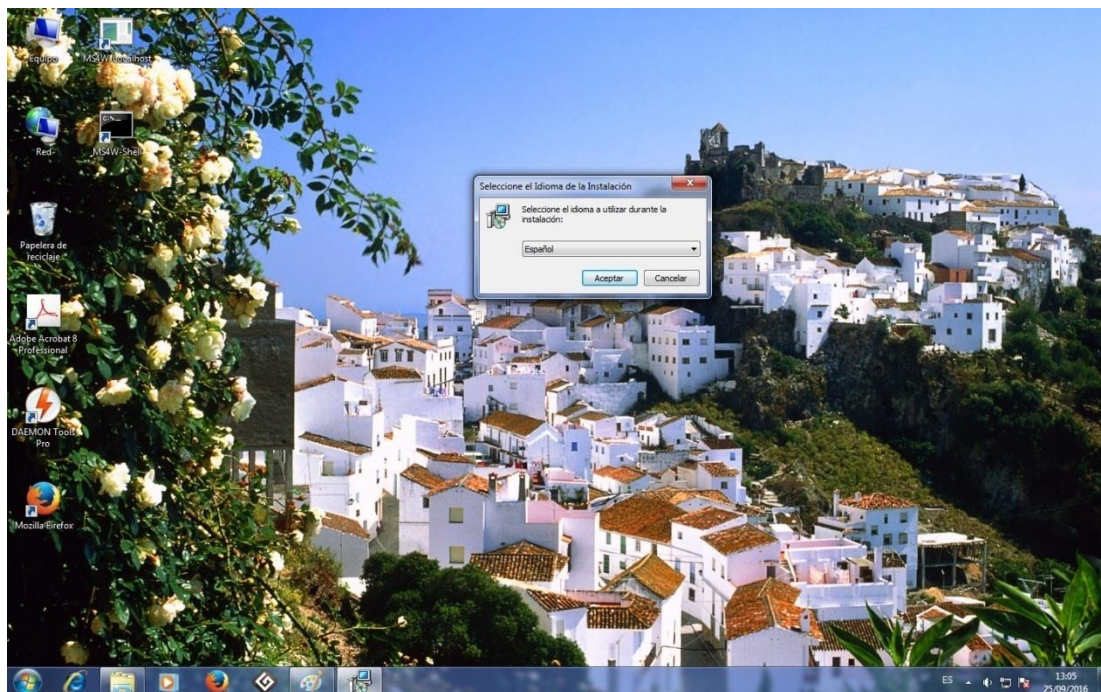 Equipo
MS4W-Localhost
Red
C:\_
MS4W-Shell
Papelera de
reciclaje
Adobe Acrobat 8
Professional
DAEMON Tools
Pro
Mozilla Firefox
Seleccione el Idioma de la Instalación
Seleccione el idioma a utilizar durante la
instalación:
Español
Aceptar
Cancelar
ES
13:05
25/09/2016